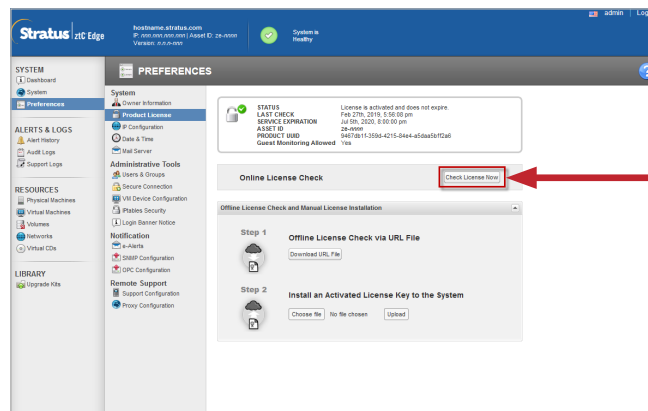 admin | Log
Stratus ztC Edge
hostname.stratus.com
IP: nnn.nnn.nnn.nnn | Asset ID: ze-nnnn
Version: n.n.n-nnn
System is
Healthy
PREFERENCES
SYSTEM
Dashboard
System
Preferences
ALERTS & LOGS
Alert History
Audit Logs
Support Logs
RESOURCES
Physical Machines
Virtual Machines
Volumes
Networks
Virtual CDs
LIBRARY
Upgrade Kits
System
Owner Information
Product License
IP Configuration
Date & Time
Mail Server
Administrative Tools
Users & Groups
Secure Connection
VM Device Configuration
IPtables Security
Login Banner Notice
Notification
e-Alerts
SNMP Configuration
OPC Configuration
Remote Support
Support Configuration
Proxy Configuration
STATUS License is activated and does not expire.
LAST CHECK Feb 27th, 2019, 5:56:08 pm
SERVICE EXPIRATION Jul 5th, 2020, 8:00:00 pm
ASSET ID ze-nnnn
PRODUCT UUID 9467db1f-359d-4215-84e4-a5daa5bff2a6
Guest Monitoring Allowed Yes
Online License Check
Check License Now
Offline License Check and Manual License Installation
Step 1
Offline License Check via URL File
Download URL File
Step 2
Install an Activated License Key to the System
Choose file No file chosen Upload